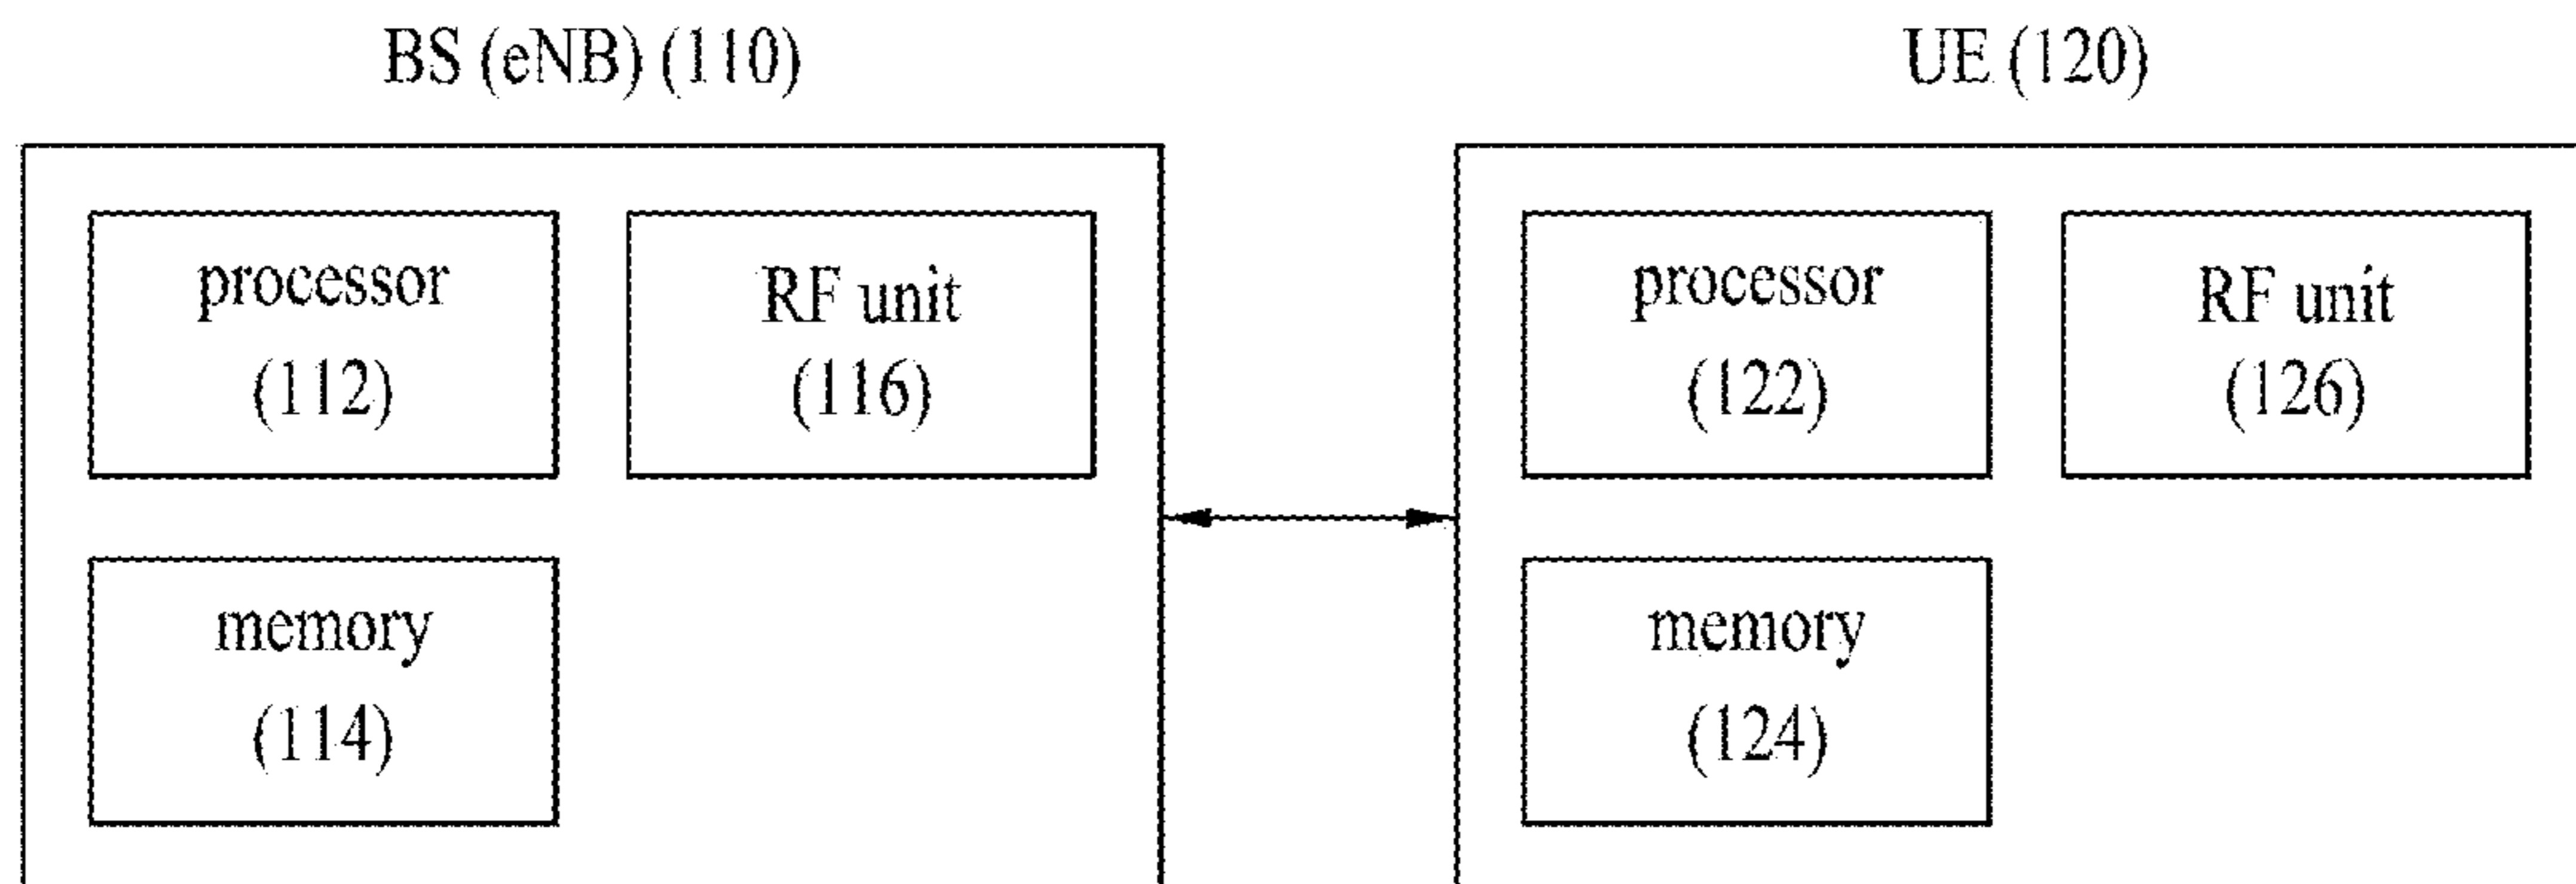 BS (eNB) (110)
processor
(112)
RF unit
(116)
memory
(114)
UE (120)
processor
(122)
RF unit
(126)
memory
(124)